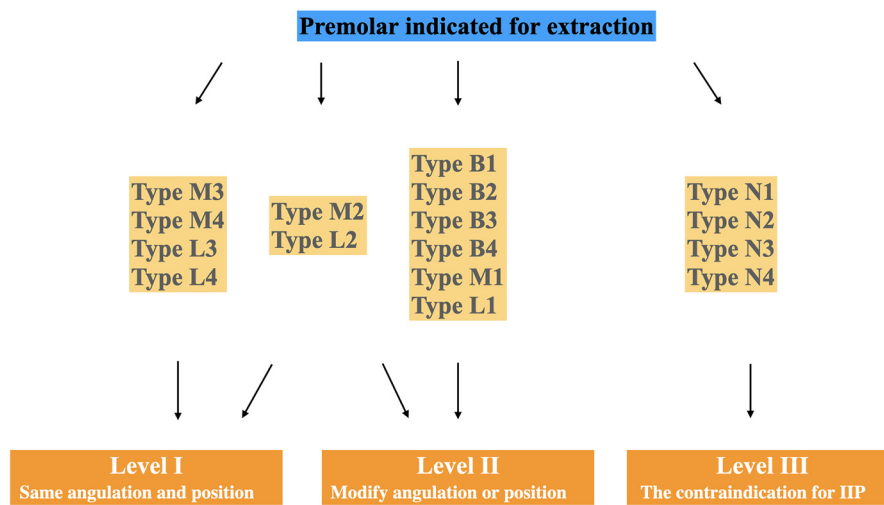 Premolar indicated for extraction
Type M3
Type M4
Type L3
Type L4
Type M2
Type L2
Type B1
Type B2
Type B3
Type B4
Type M1
Type L1
Type N1
Type N2
Type N3
Type N4
Level I
Same angulation and position
Level II
Modify angulation or position
Level III
The contraindication for IIP